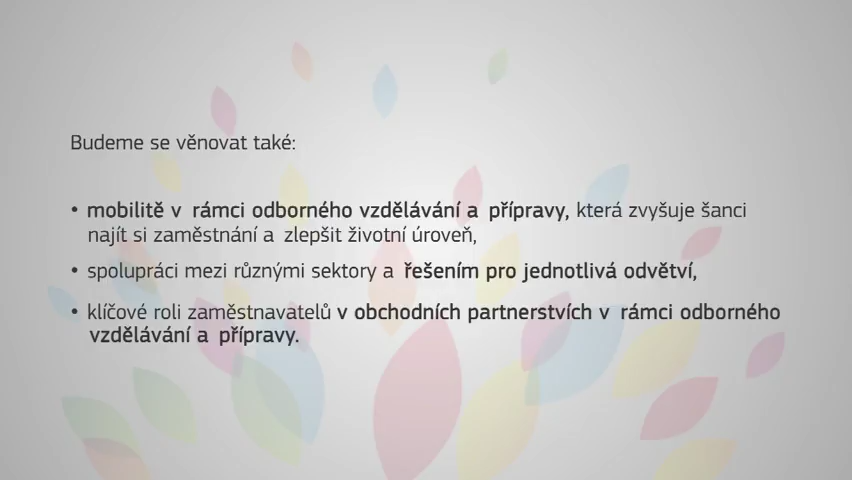 Budeme se věnovat také:
• mobilitě v rámci odborného vzdělávání a přípravy, která zvyšuje šanci
najít si zaměstnání a zlepšit životní úroveň,
• spolupráci mezi různými sektory a řešením pro jednotlivá odvětví,
• klíčové roli zaměstnavatelů v obchodních partnerstvích v rámci odborného
vzdělávání a přípravy.